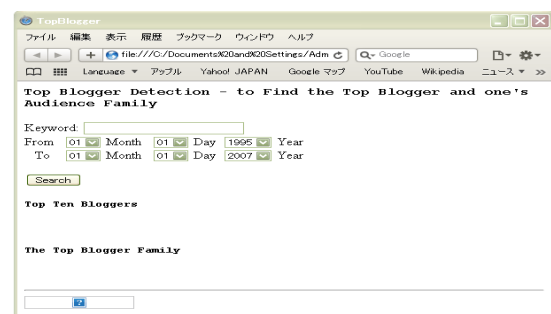 TopBlogger
ファイル 編集 表示 履歴 ブックマーク ウィンドウ ヘルプ
file:///C:/Documents%20and%20Settings/Adm Google
Language アップル Yahoo! JAPAN Google マップ YouTube Wikipedia ニュース
Top Blogger Detection - to Find the Top Blogger and one's
Audience Family
Keyword:
From 01 Month 01 Day 1995 Year
To 01 Month 01 Day 2007 Year
Search
Top Ten Bloggers
The Top Blogger Family